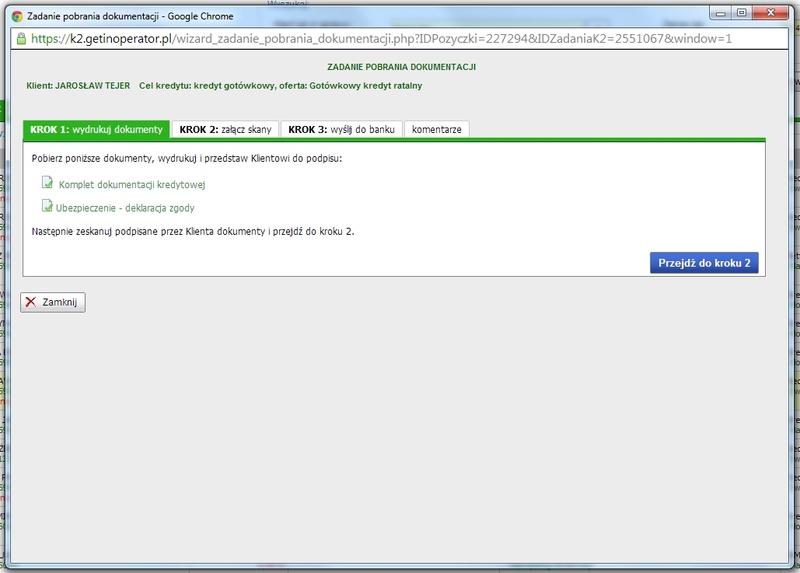 Zadanie pobrania dokumentacji - Google Chrome
https://k2.getinoperator.pl/wizard_zadanie_pobrania_dokumentacji.php?IDPozyczki=227294&IDZadaniaK2=2551067&window=1
ZADANIE POBRANIA DOKUMENTACJI
Klient: JAROSŁAW TEJER Cel kredytu: kredyt gotówkowy, oferta: Gotówkowy kredyt ratalny
KROK 1: wydrukuj dokumenty KROK 2: załącz skany KROK 3: wyślij do banku komentarze
Pobierz poniższe dokumenty, wydrukuj i przedstaw Klientowi do podpisu:
Komplet dokumentacji kredytowej
Ubezpieczenie - deklaracja zgody
Następnie zeskanuj podpisane przez Klienta dokumenty i przejdź do kroku 2.
Przejdź do kroku 2
Zamknij